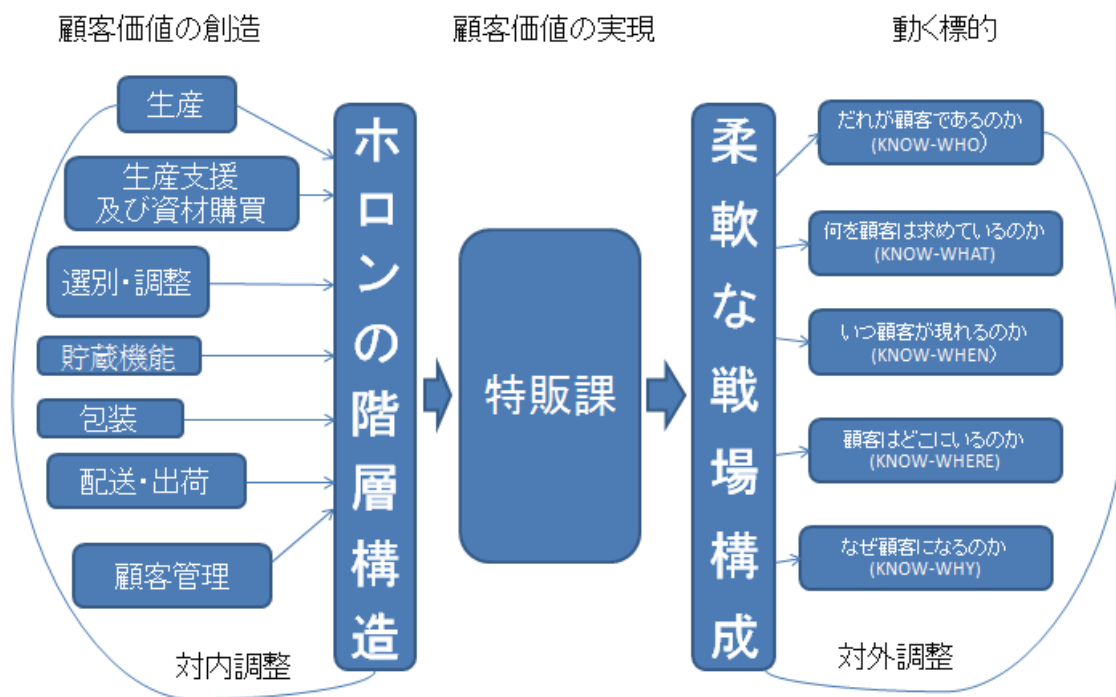 顧客価値の創造
顧客価値の実現
動く標的
生産
生産支援
及び資材購買
選別・調整
貯蔵機能
包装
配送・出荷
顧客管理
対内調整
ホロンの階層構造
特販課
柔軟な戦場構成
だれが顧客であるのか
(KNOW-WHO)
何を顧客は求めているのか
(KNOW-WHAT)
いつ顧客が現れるのか
(KNOW-WHEN)
顧客はどこにいるのか
(KNOW-WHERE)
なぜ顧客になるのか
(KNOW-WHY)
対外調整